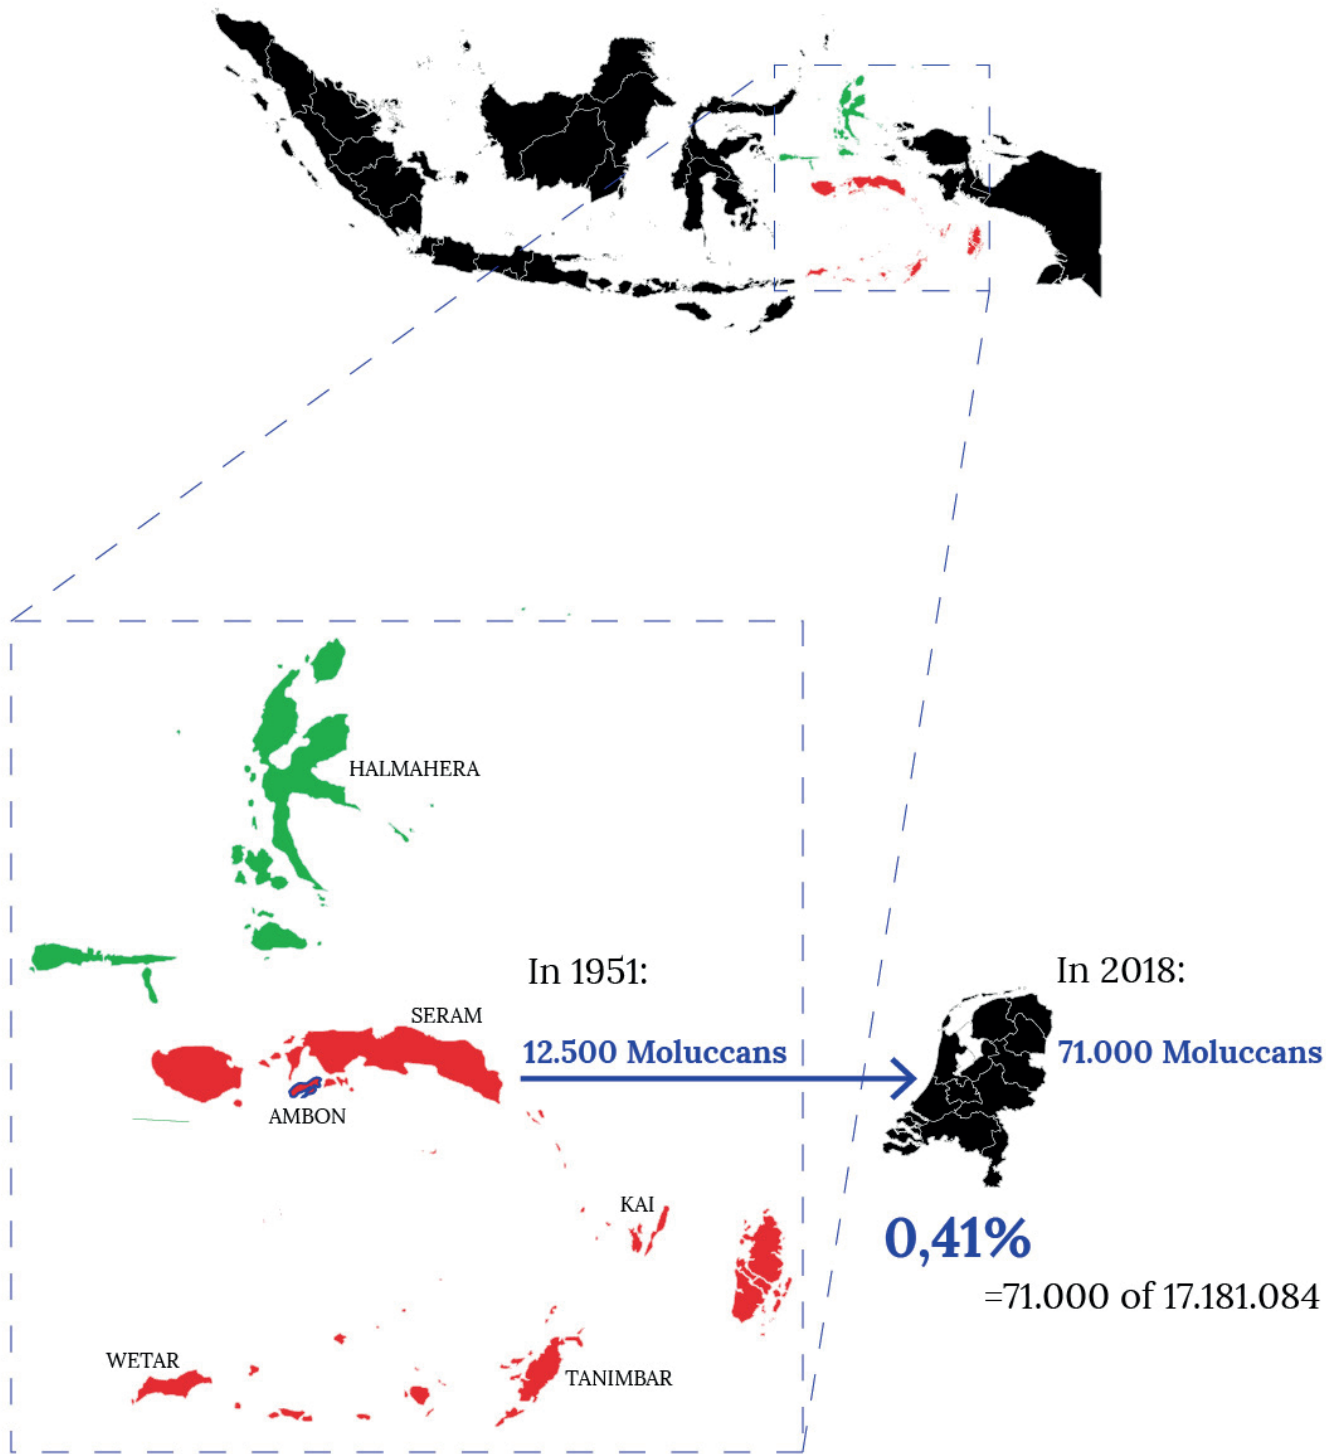 HALMAHERA
In 1951:
In 2018:
SERAM
12.500 Moluccans
71.000 Moluccans
AMBON
KAI
0,41%
=71.000 of 17.181.084
WETAR
TANIMBAR